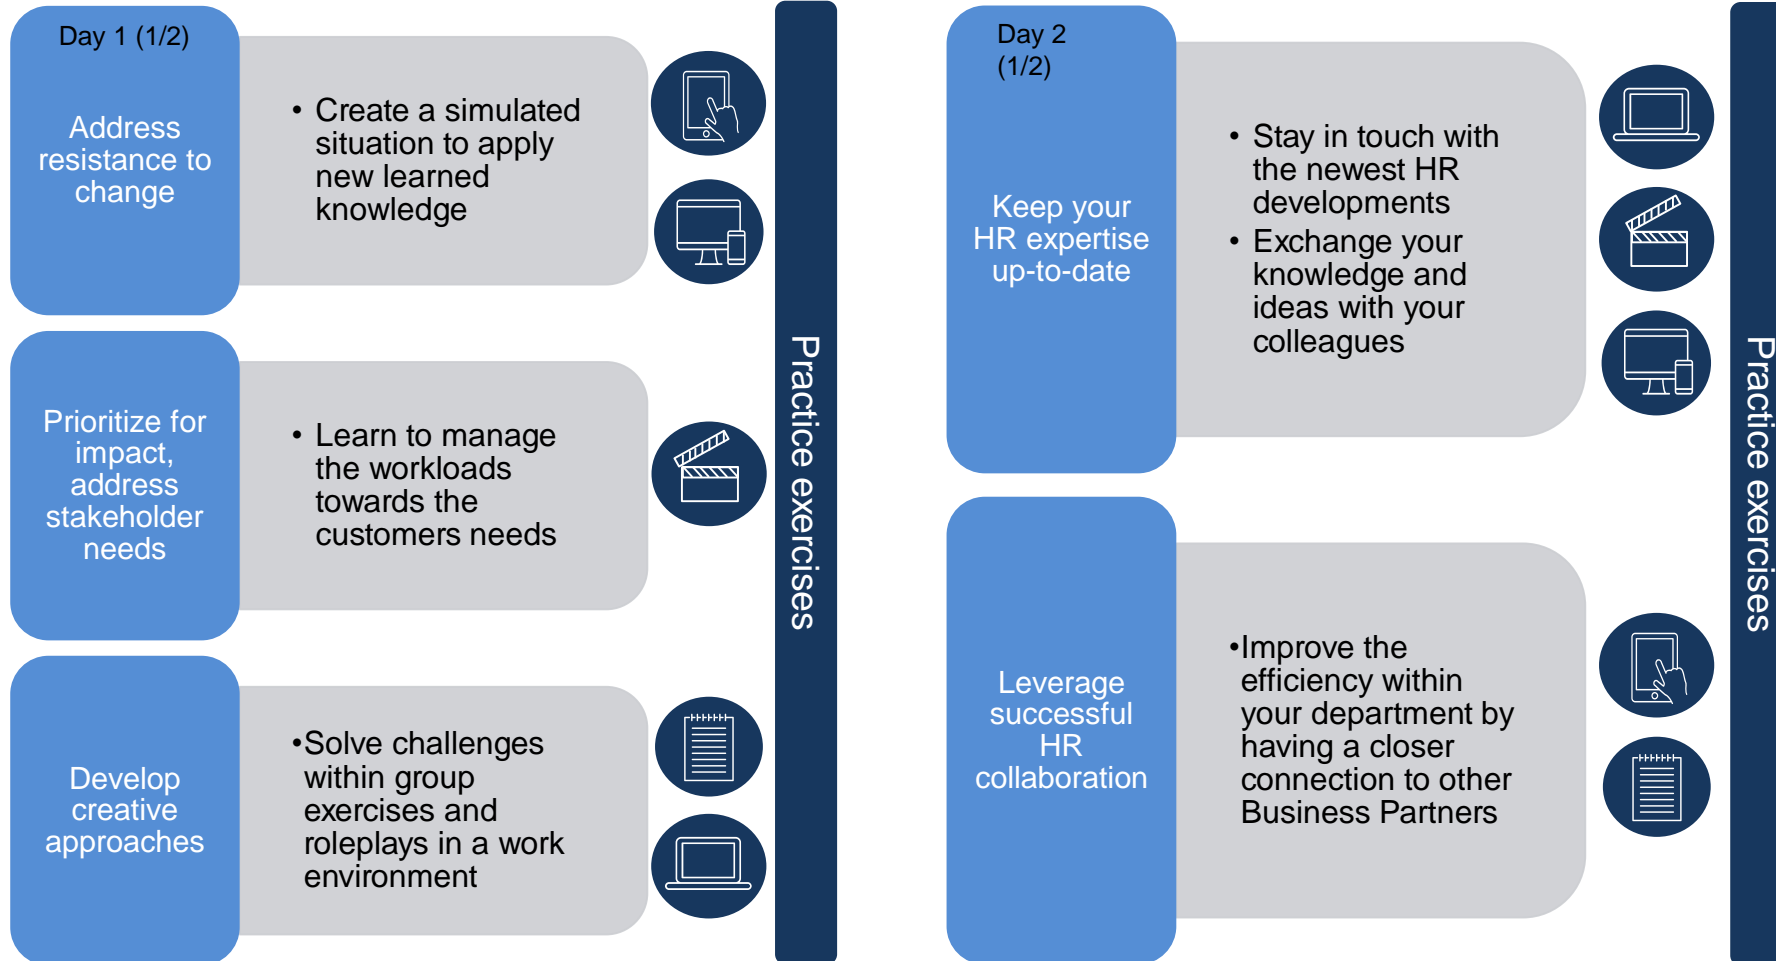 Day 1 (1/2)
Address
resistance to
change
• Create a simulated
situation to apply
new learned
knowledge
Prioritize for
impact,
address
stakeholder
needs
• Learn to manage
the workloads
towards the
customers needs
Develop
creative
approaches
•Solve challenges
within group
exercises and
roleplays in a work
environment
Practice exercises
Day 2
(1/2)
Keep your
HR expertise
up-to-date
• Stay in touch with
the newest HR
developments
• Exchange your
knowledge and
ideas with your
colleagues
Leverage
successful
HR
collaboration
•Improve the
efficiency within
your department by
having a closer
connection to other
Business Partners
Practice exercises